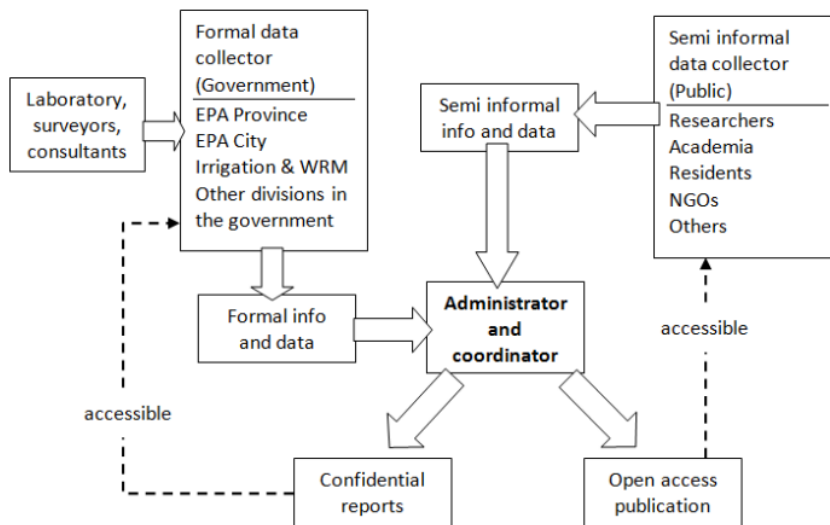 Laboratory,
surveyors,
consultants
Formal data
collector
(Government)
EPA Province
EPA City
Irrigation & WRM
Other divisions in
the government
Semi informal
info and data
Semi informal
data collector
(Public)
Researchers
Academia
Residents
NGOs
Others
Formal info
and data
Administrator
and
coordinator
accessible
accessible
Confidential
reports
Open access
publication